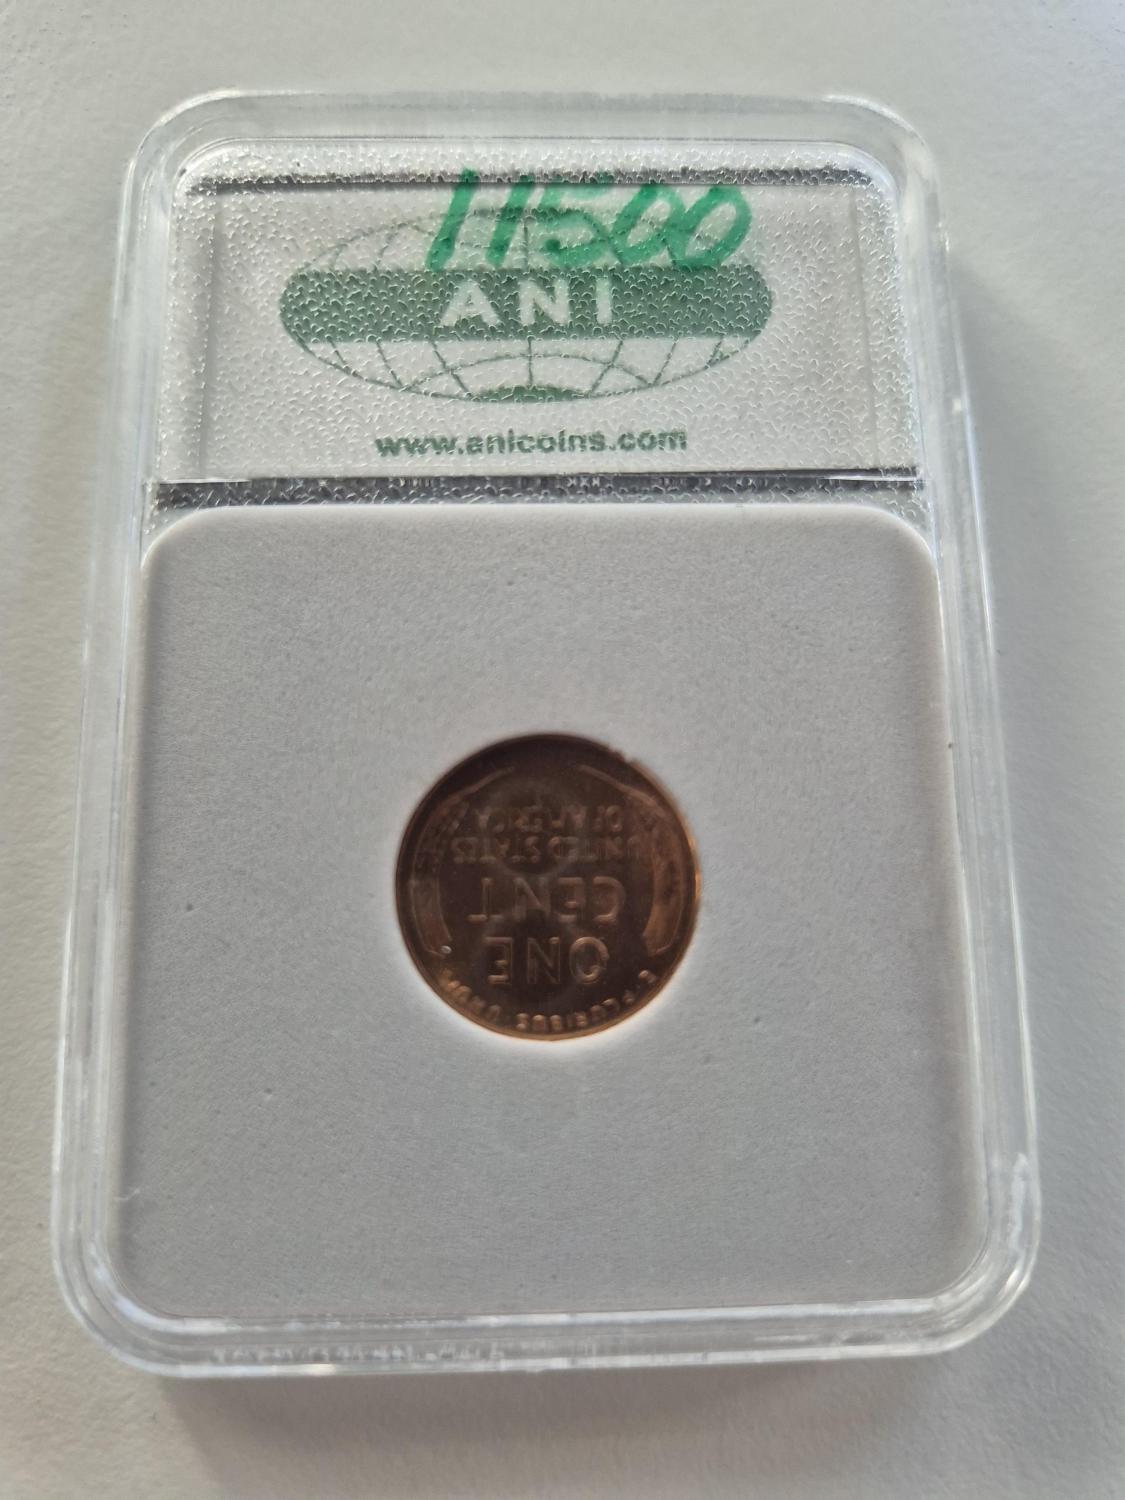 11500
ANI
www.anicoins.com
E·PLURIBUS·UNUM
ONE
CENT
UNITED STATES
OF AMERICA